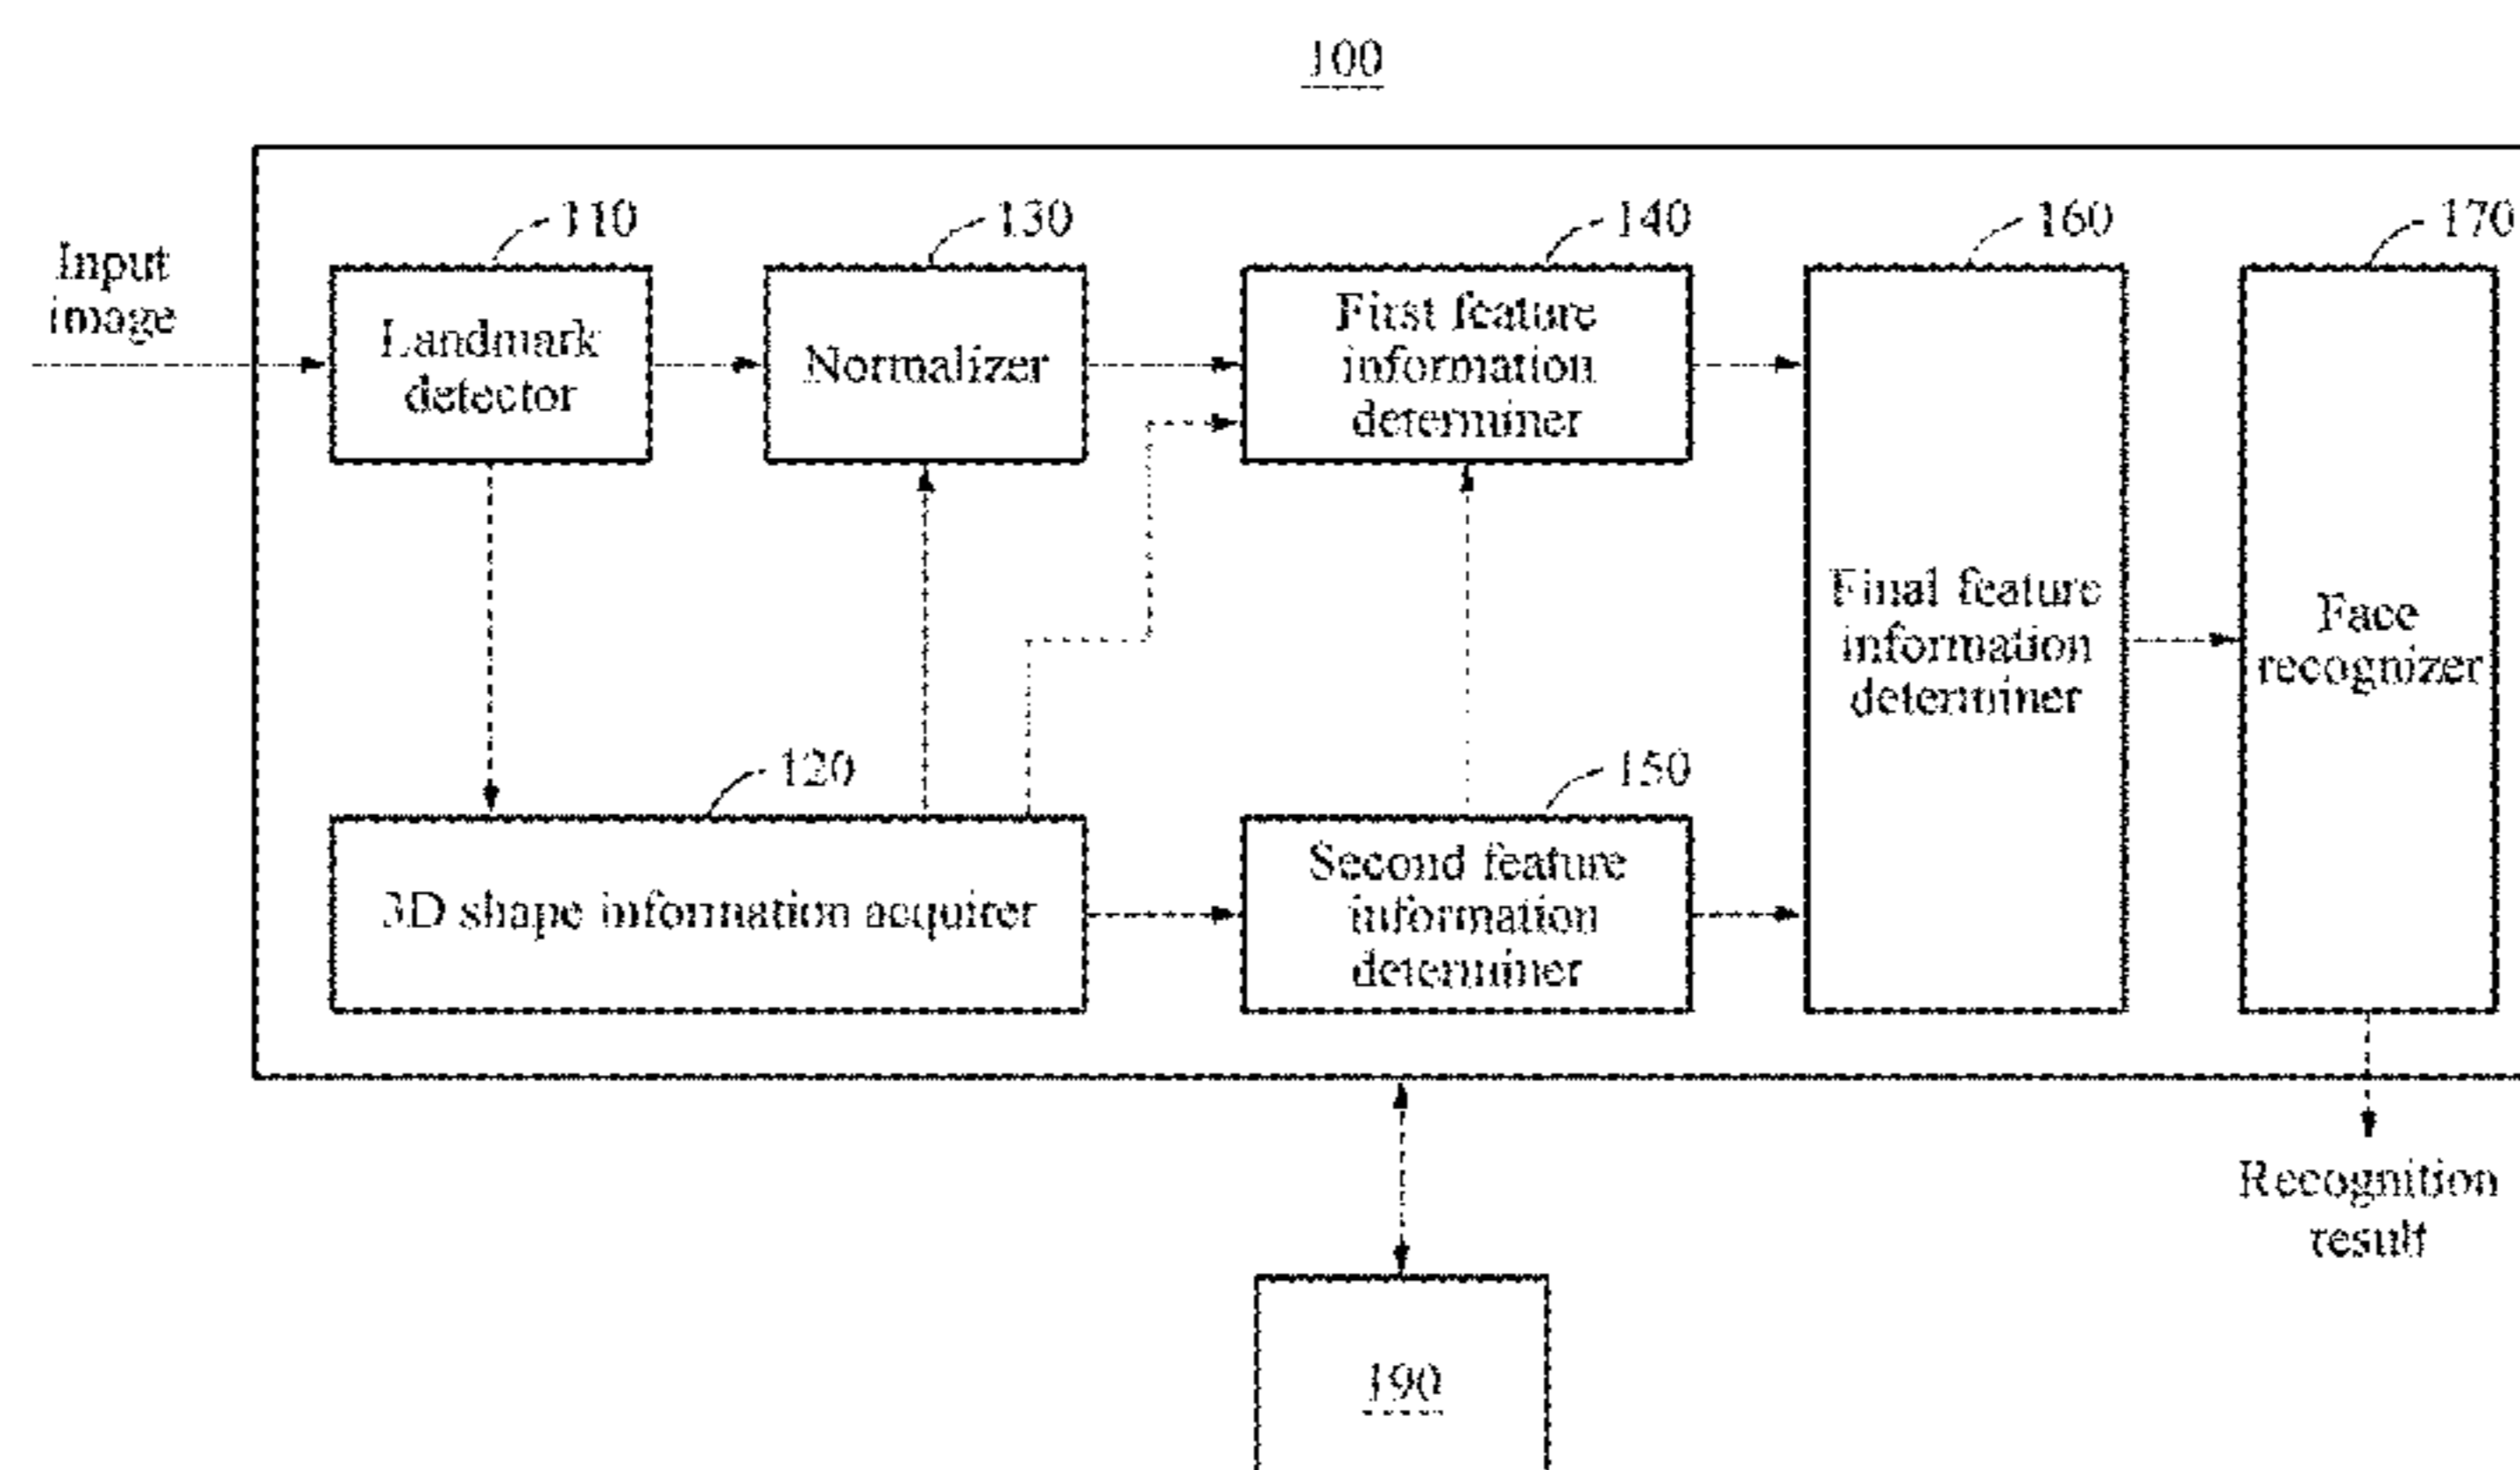 100
110
130
140
160
170
Input
image
Landmark
detector
Normalizer
First feature
information
determiner
Final feature
information
determiner
Face
recognizer
120
150
3D shape information acquirer
Second feature
information
determiner
Recognition
result
190